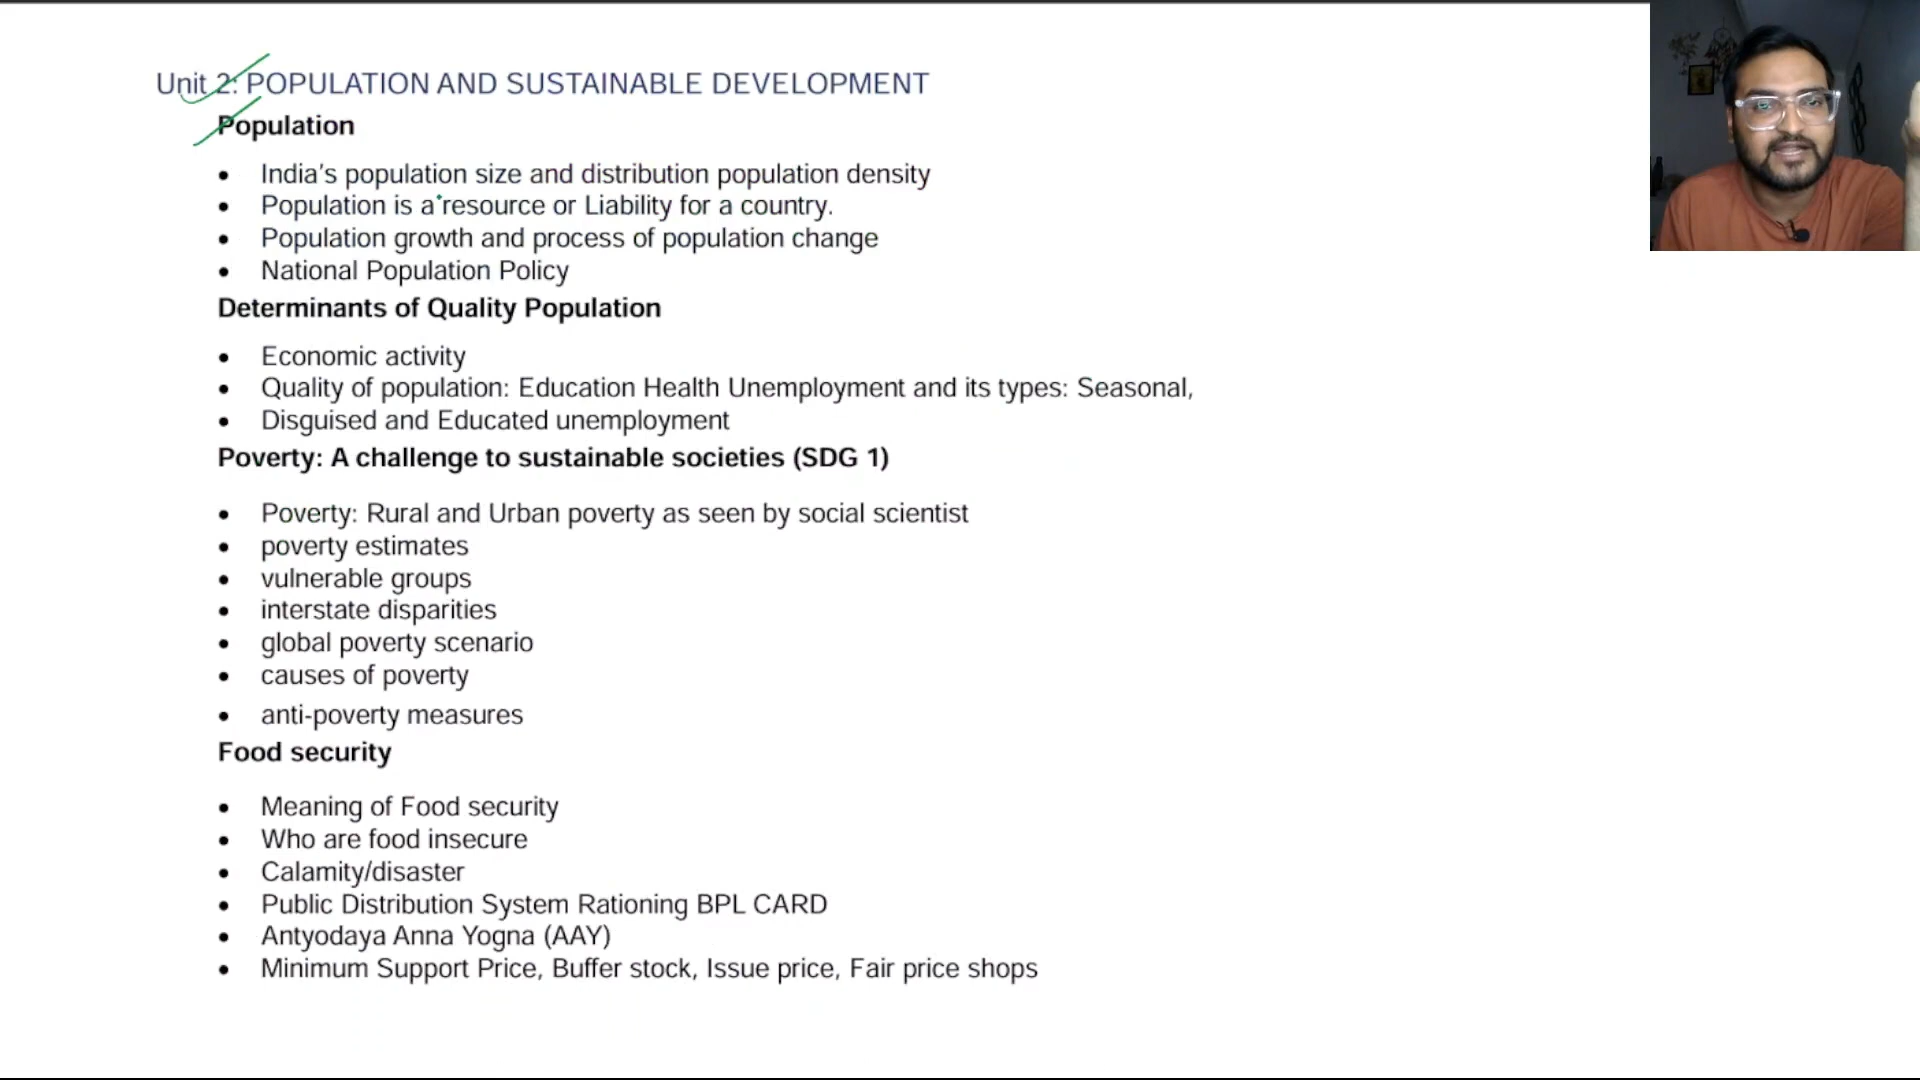 Unit 2: POPULATION AND SUSTAINABLE DEVELOPMENT
Population
• India's population size and distribution population density
• Population is a resource or Liability for a country.
• Population growth and process of population change
• National Population Policy
Determinants of Quality Population
• Economic activity
• Quality of population: Education Health Unemployment and its types: Seasonal,
• Disguised and Educated unemployment
Poverty: A challenge to sustainable societies (SDG 1)
• Poverty: Rural and Urban poverty as seen by social scientist
• poverty estimates
• vulnerable groups
• interstate disparities
• global poverty scenario
• causes of poverty
• anti-poverty measures
Food security
• Meaning of Food security
• Who are food insecure
• Calamity/disaster
• Public Distribution System Rationing BPL CARD
• Antyodaya Anna Yogna (AAY)
• Minimum Support Price, Buffer stock, Issue price, Fair price shops